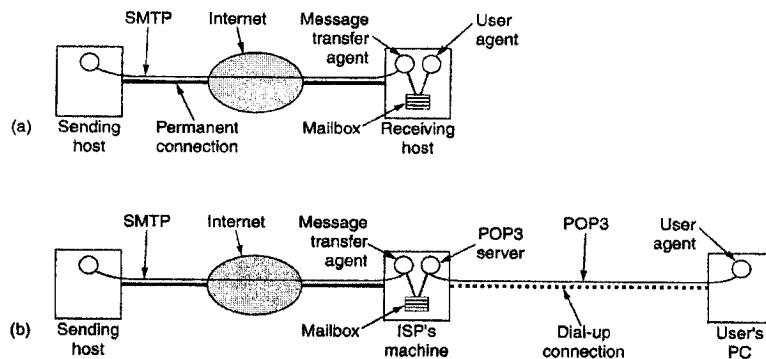 SMTP
Internet
Message
transfer
agent
User
agent
(a)
Sending
host
Permanent
connection
Mailbox
Receiving
host
SMTP
Internet
Message
transfer
agent
POP3
server
POP3
User
agent
(b)
Sending
host
Mailbox
ISP's
machine
Dial-up
connection
User's
PC